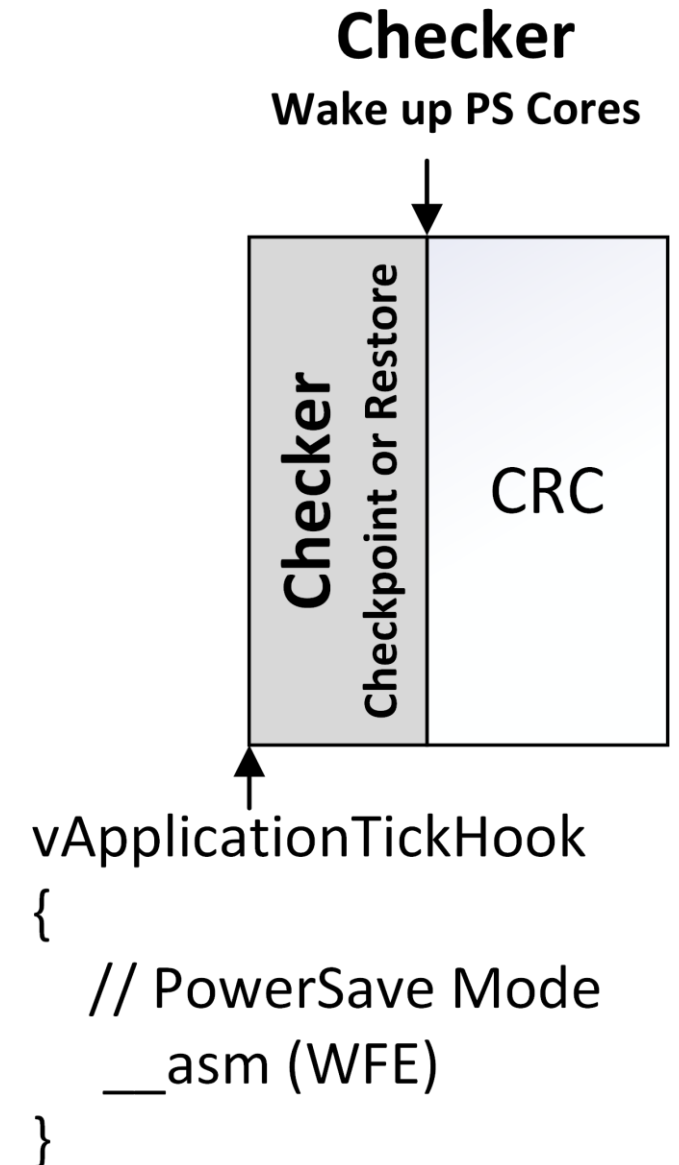 Checker
Wake up PS Cores
Checker
Checkpoint or Restore
CRC
vApplicationTickHook
{
// PowerSave Mode
__asm (WFE)
}